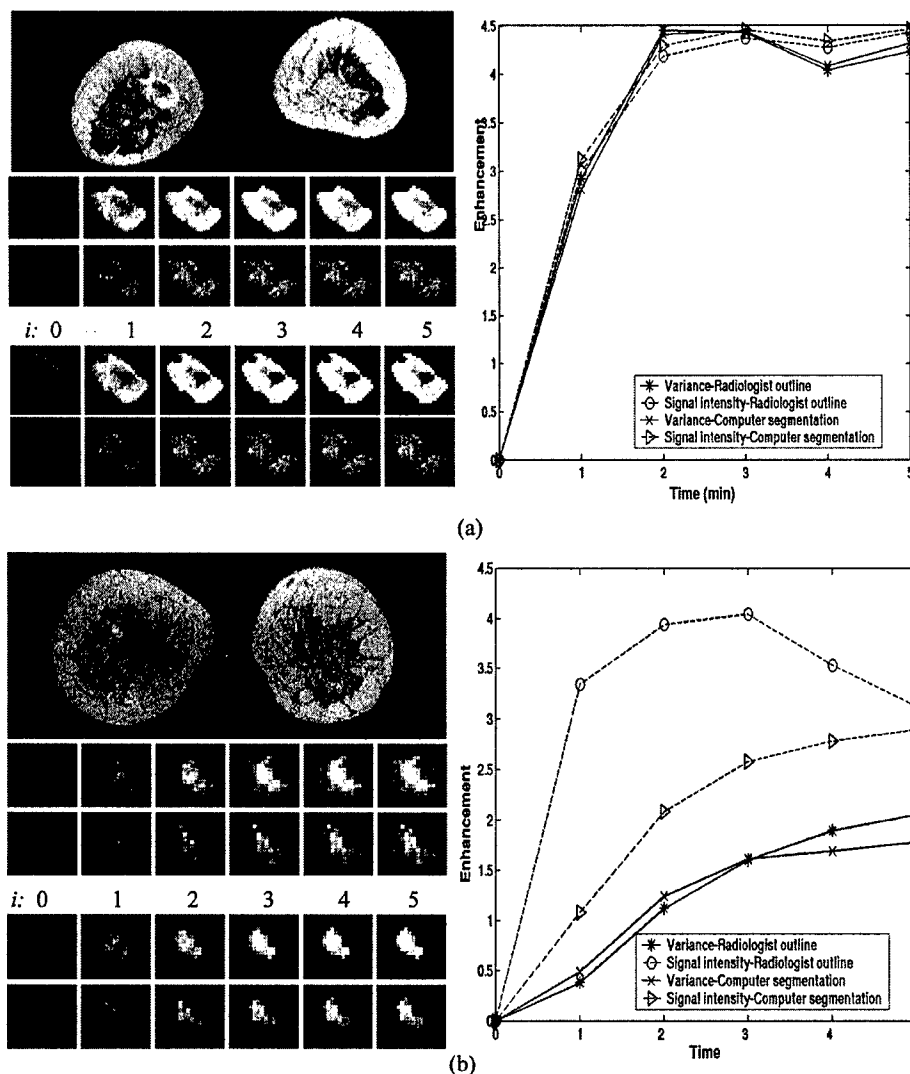 4.5
4
3.5
3
2.5
2
1.5
1
0.5
0
Enhancement
0 1 2 3 4 5
Time (min)
Variance-Radiologist outline
Signal intensity-Radiologist outline
Variance-Computer segmentation
Signal intensity-Computer segmentation
i: 0 1 2 3 4 5
(a)
4.5
4
3.5
3
2.5
2
1.5
1
0.5
0
Enhancement
0 1 2 3 4
Time
Variance-Radiologist outline
Signal intensity-Radiologist outline
Variance-Computer segmentation
Signal intensity-Computer segmentation
i: 0 1 2 3 4 5
(b)